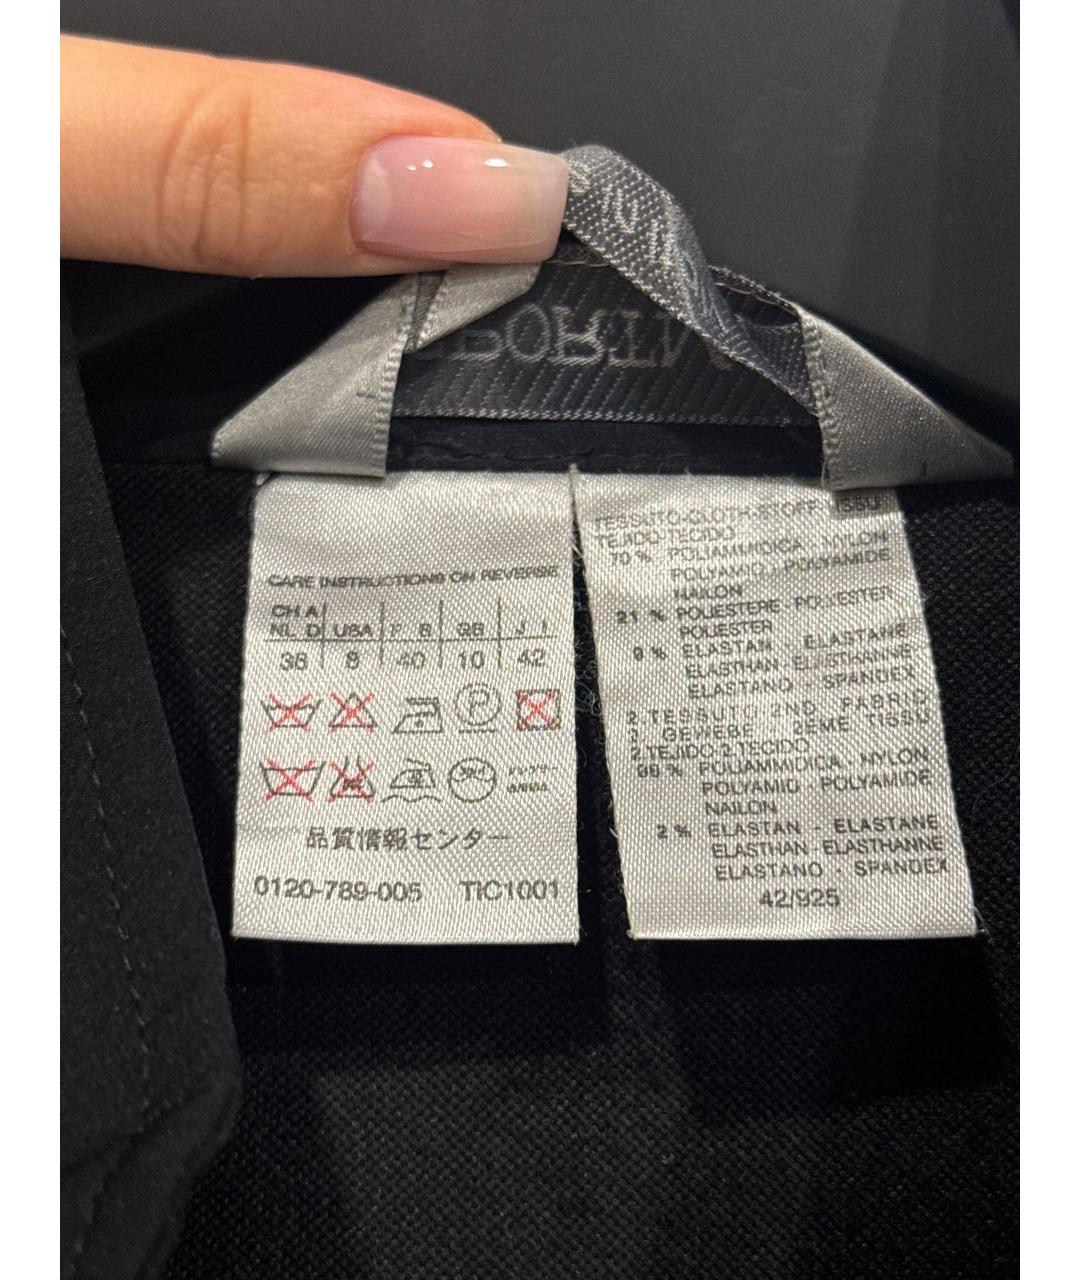 PORTM
CARE INSTRUCTIONS ON REVERSE
CH A
NL D USA F B GB J I
36 8 40 10 42
P
品質情報センター
0120-789-005 TIC1001
TESSUTO-CLOTH-STOFF-TISSU
TEJIDO-TECIDO
70 % POLIAMMIDICA NYLON
POLYAMID - POLYAMIDE
NAILON
21 % POLIESTERE - POLYESTER
POLIESTER
9 % ELASTAN - ELASTANE
ELASTHAN - ELASTHANNE
ELASTANO - SPANDEX
2.TESSUTO 2ND. FABRIC
2. GEWEBE 2EME TISSU
2.TEJIDO-2.TECIDO
98 % POLIAMMIDICA NYLON
POLYAMID POLYAMIDE
NAILON
2 % ELASTAN - ELASTANE
ELASTHAN - ELASTHANNE
ELASTANO - SPANDEX
42/925